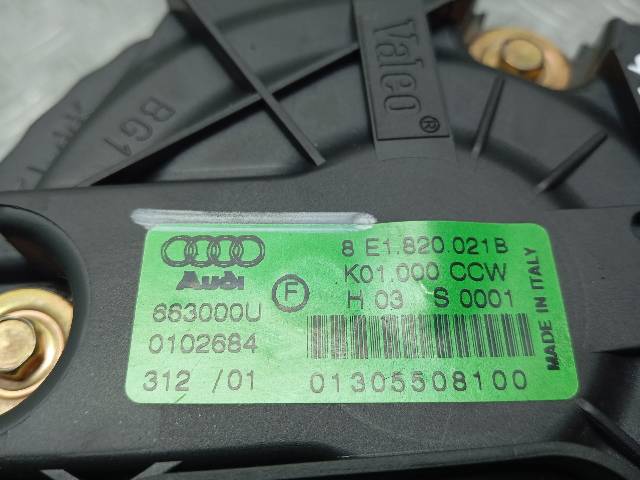 Valeo®
BG1
Audi
8 E1.820.021B
K01.000 CCW
F
H 03 S 0001
663000U
0102684
312 /01
01305508100
MADE IN ITALY